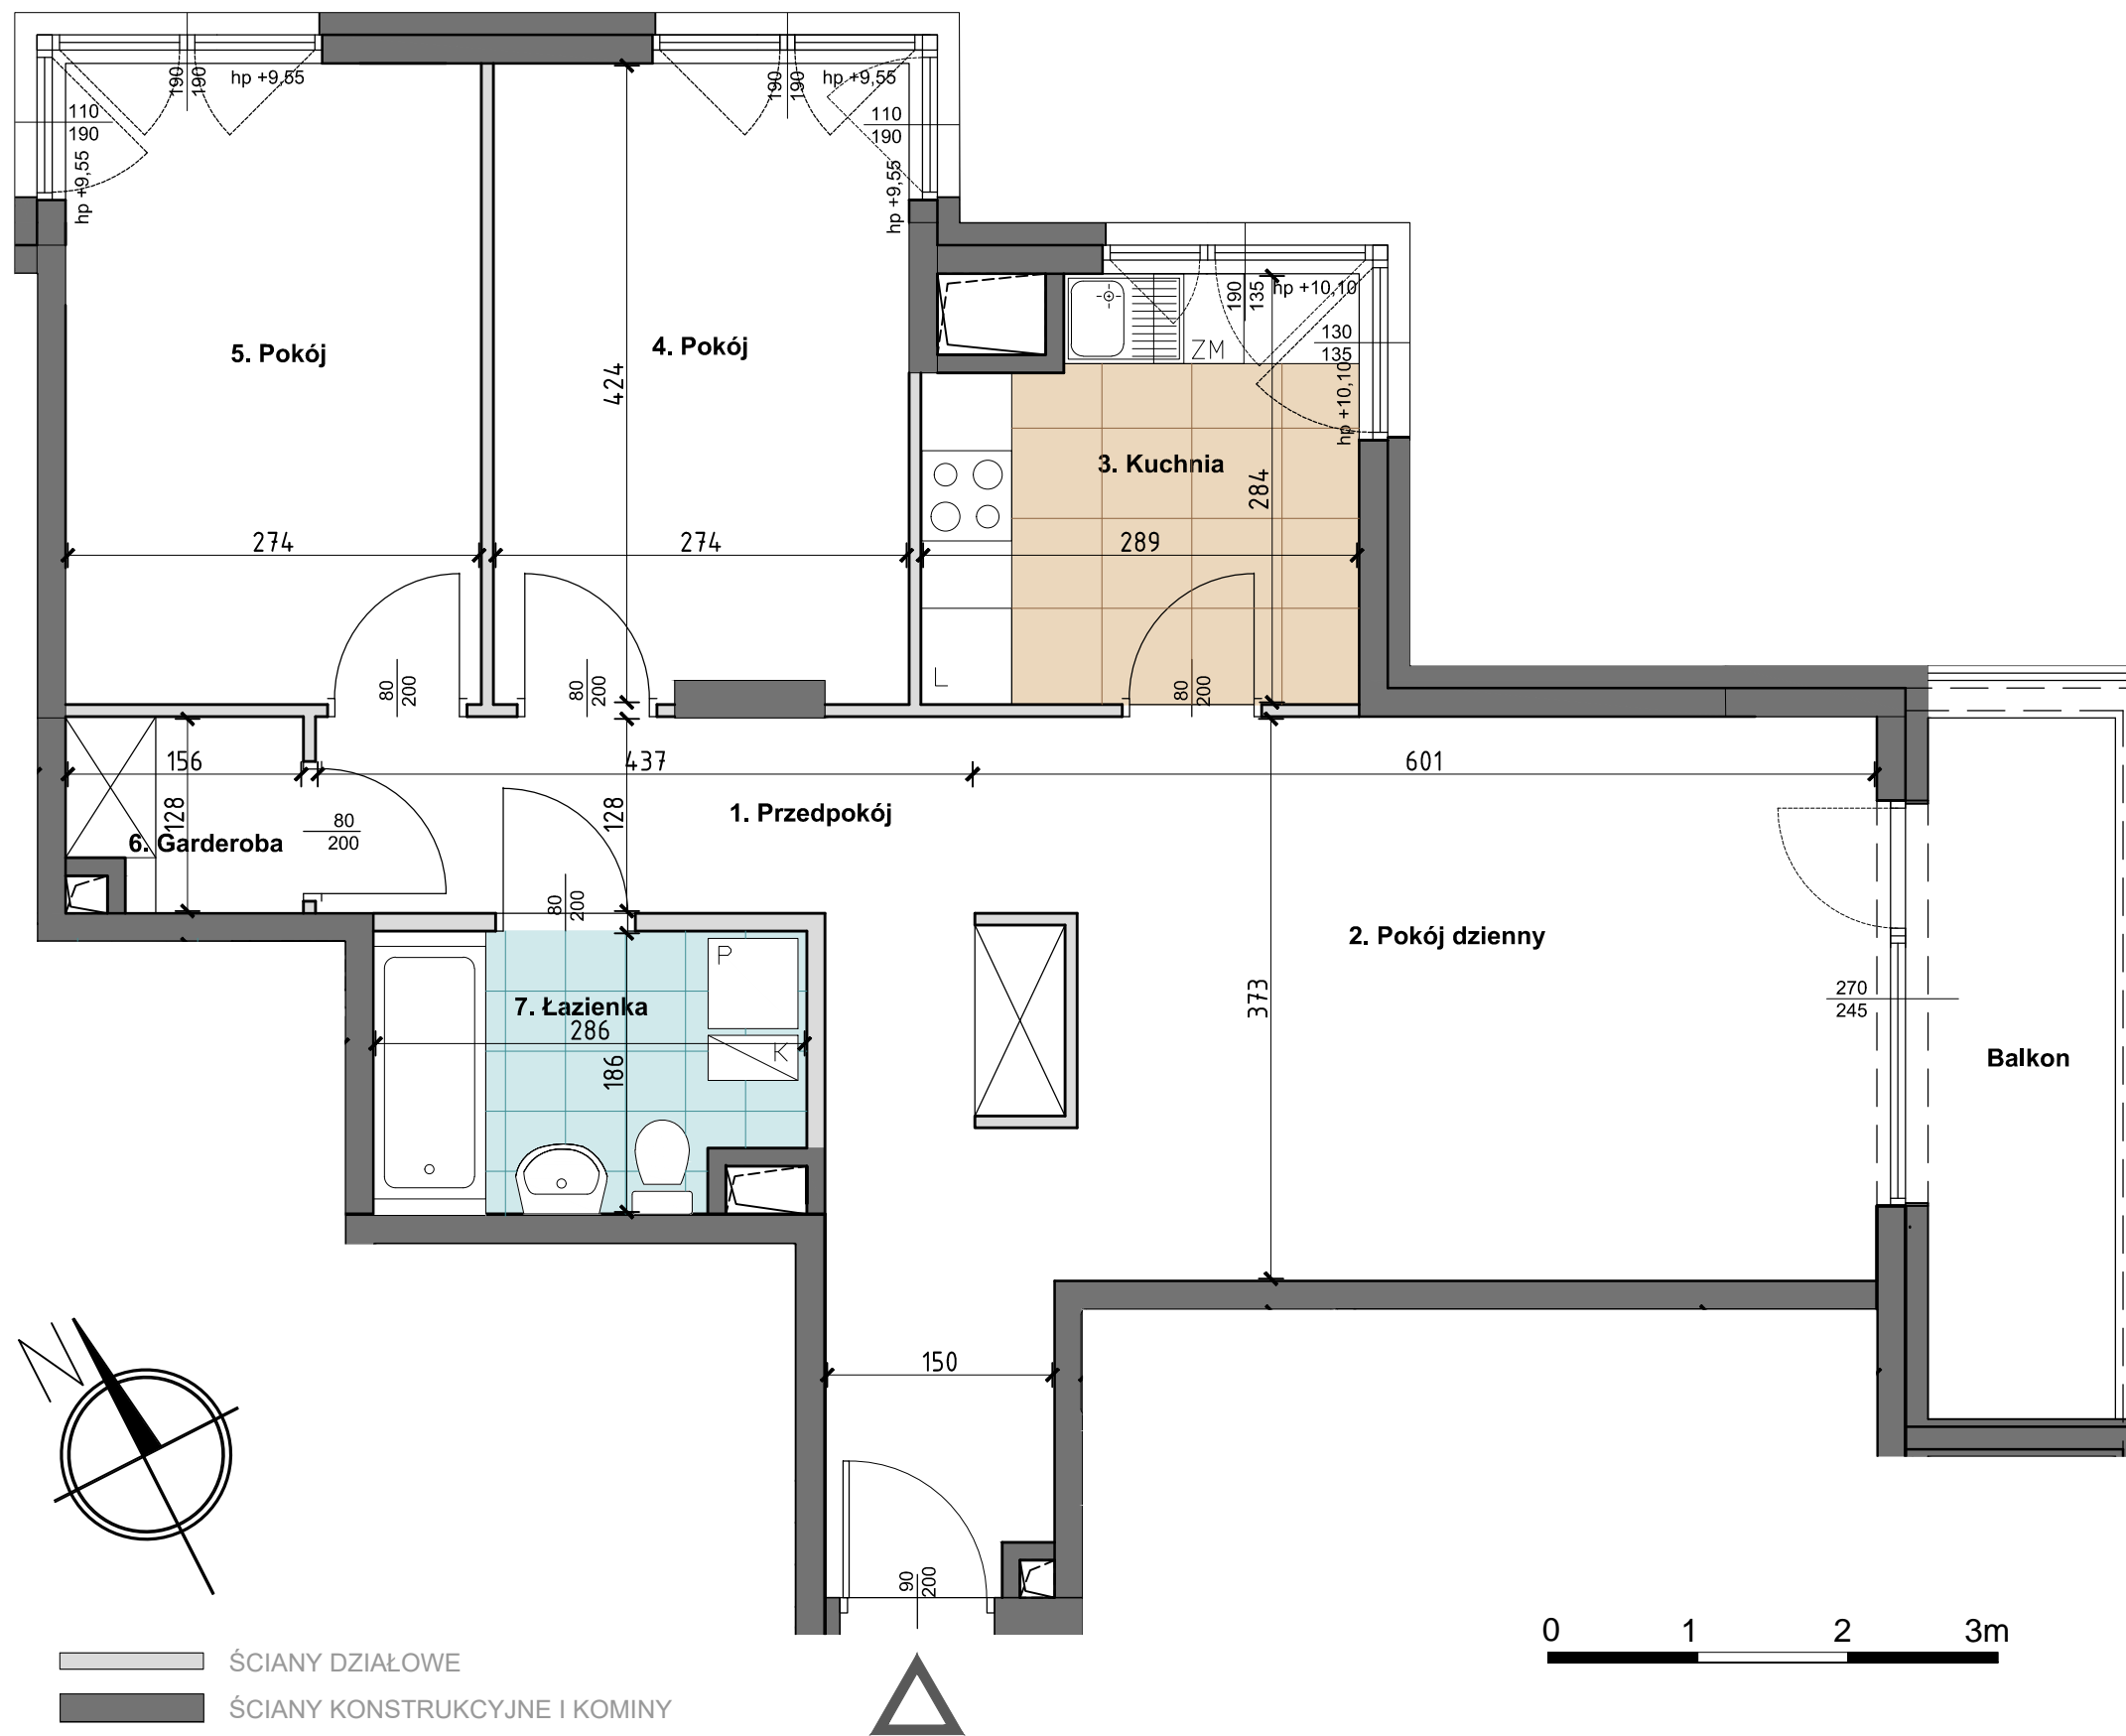 190
190
hp +9,55
190
190
hp +9,55
110
190
hp +9,55
110
190
hp +9,55
190
135
hp +10,10
130
135
hp +10,10
ZM
5. Pokój
4. Pokój
424
3. Kuchnia
284
274
274
289
80
200
80
200
L
80
200
156
437
601
128
128
1. Przedpokój
80
200
6. Garderoba
80
200
2. Pokój dzienny
P
7. Łazienka
286
186
K
373
270
245
Balkon
N
150
90
200
0 1 2 3m
ŚCIANY DZIAŁOWE
ŚCIANY KONSTRUKCYJNE I KOMINY